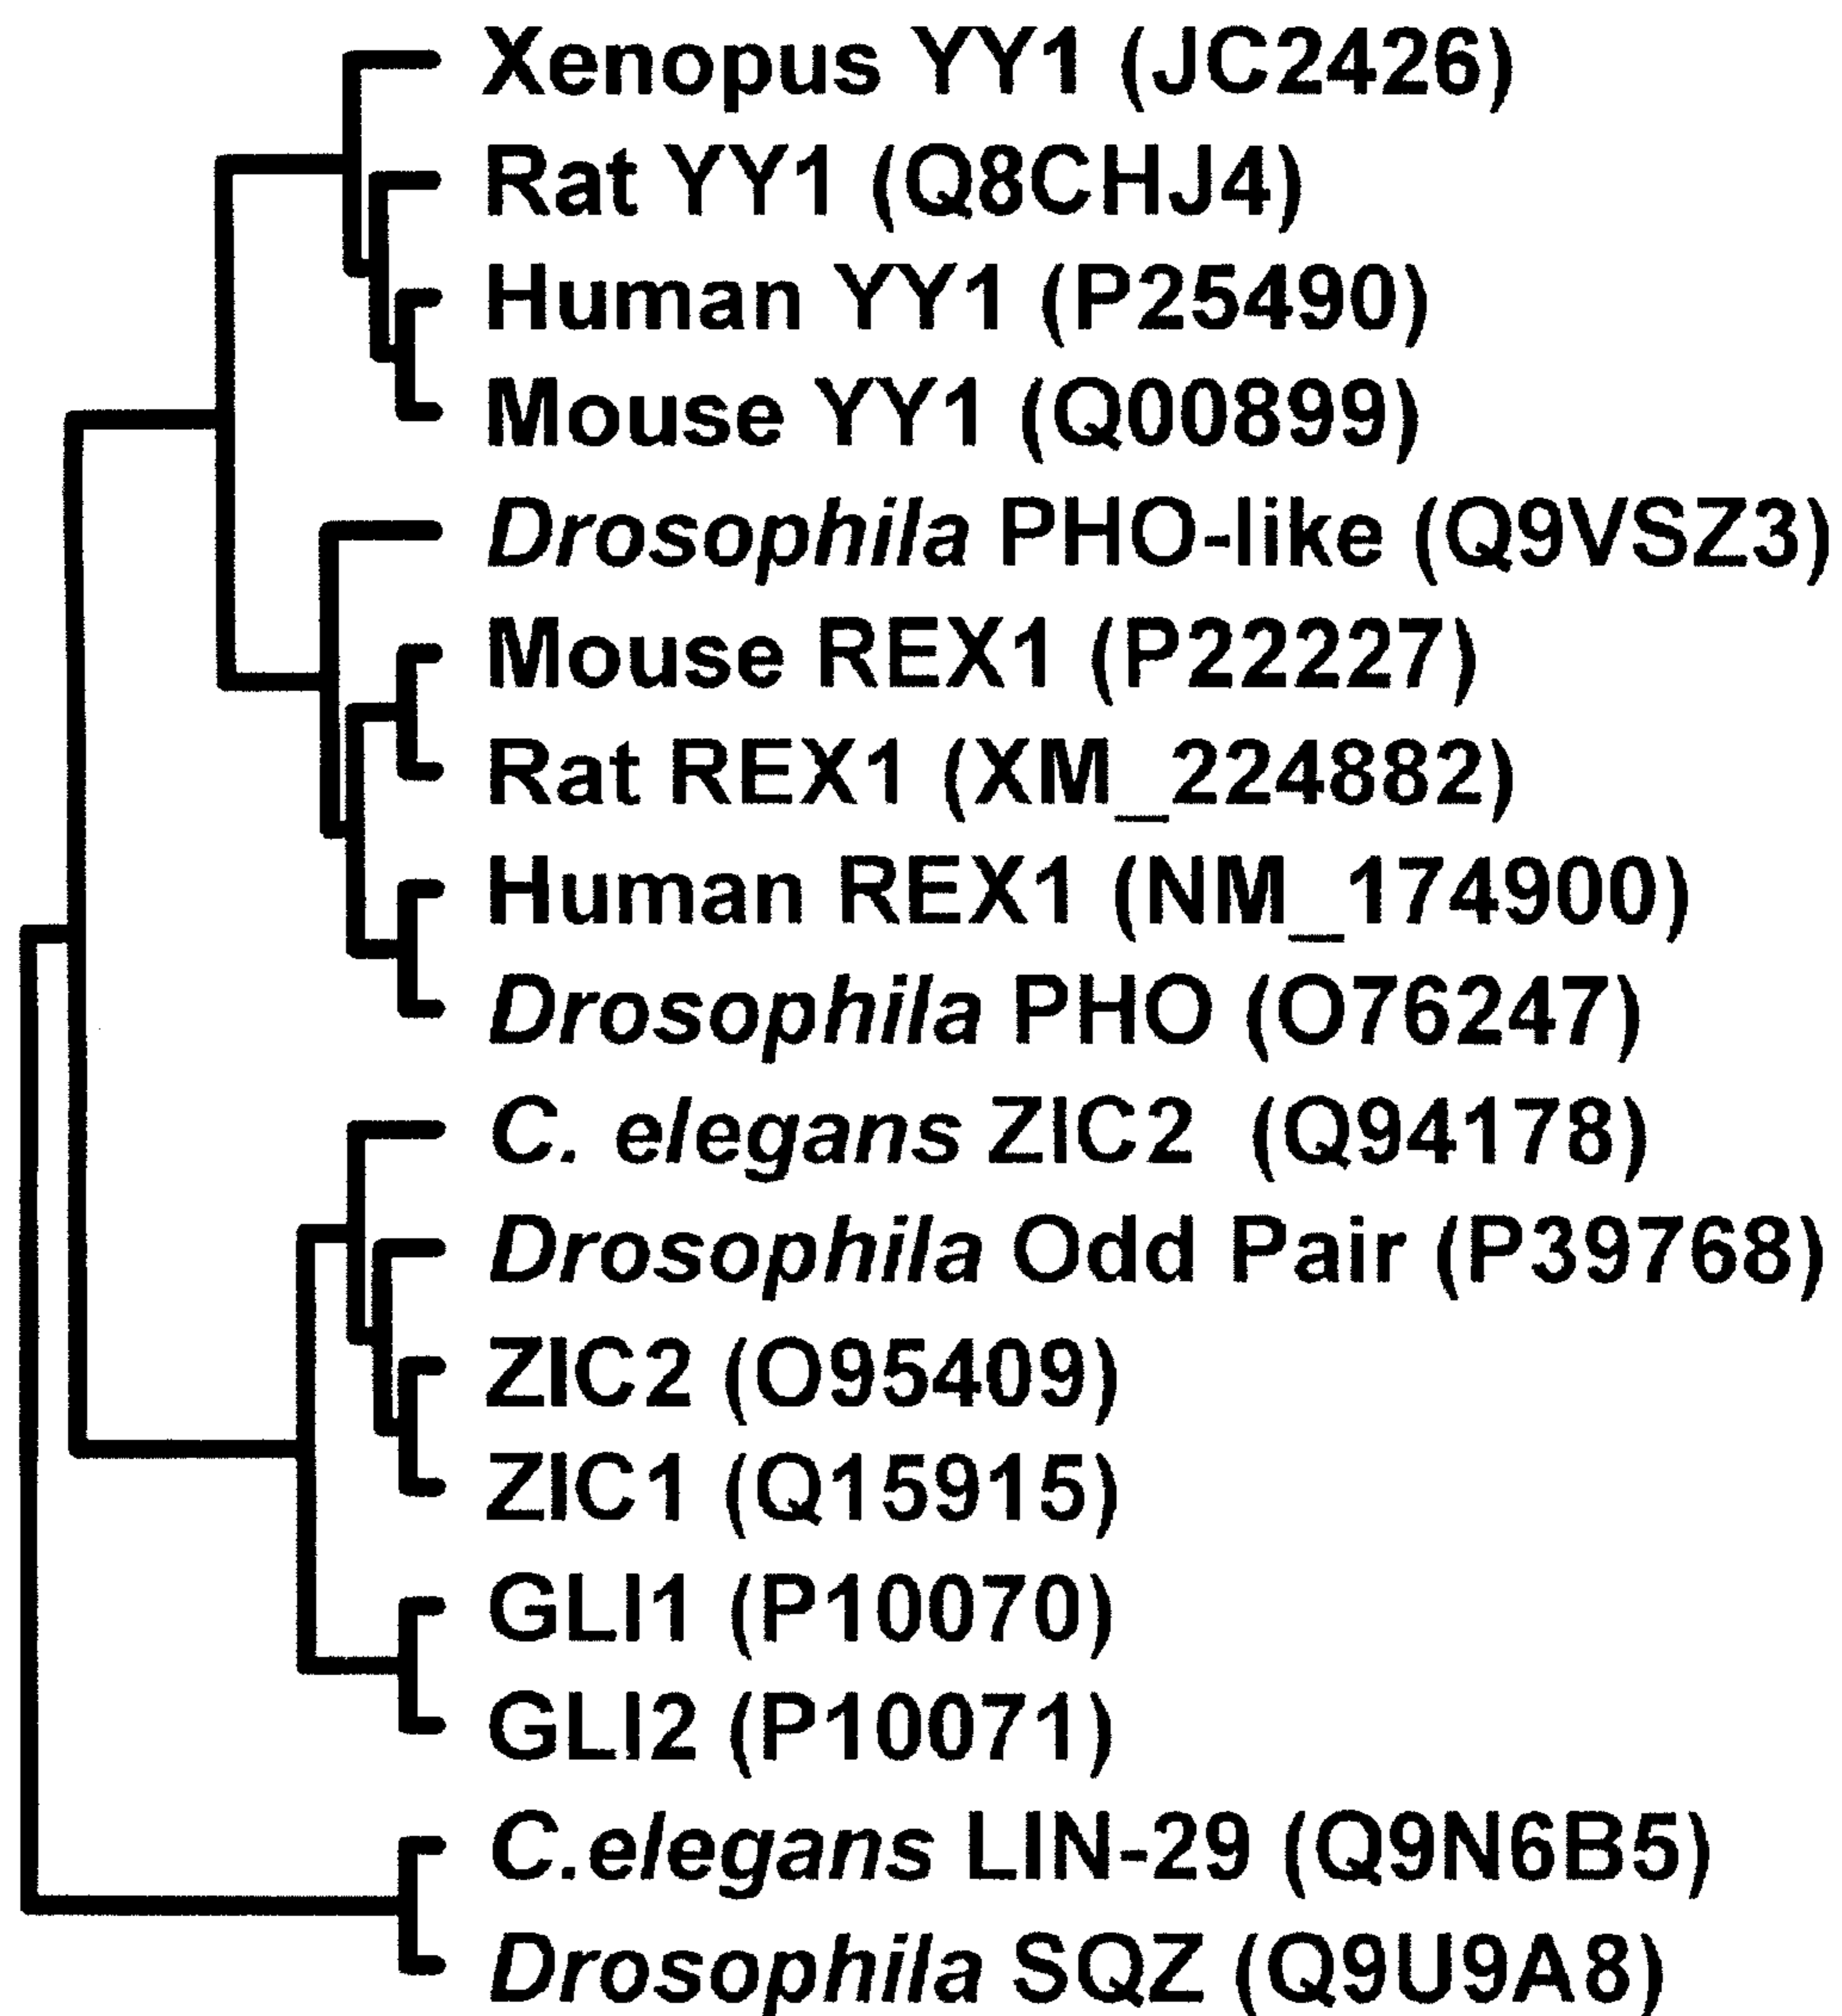 Xenopus YY1 (JC2426)
Rat YY1 (Q8CHJ4)
Human YY1 (P25490)
Mouse YY1 (Q00899)
Drosophila PHO-like (Q9VSZ3)
Mouse REX1 (P22227)
Rat REX1 (XM_224882)
Human REX1 (NM_174900)
Drosophila PHO (O76247)
C. elegans ZIC2 (Q94178)
Drosophila Odd Pair (P39768)
ZIC2 (O95409)
ZIC1 (Q15915)
GLI1 (P10070)
GLI2 (P10071)
C.elegans LIN-29 (Q9N6B5)
Drosophila SQZ (Q9U9A8)